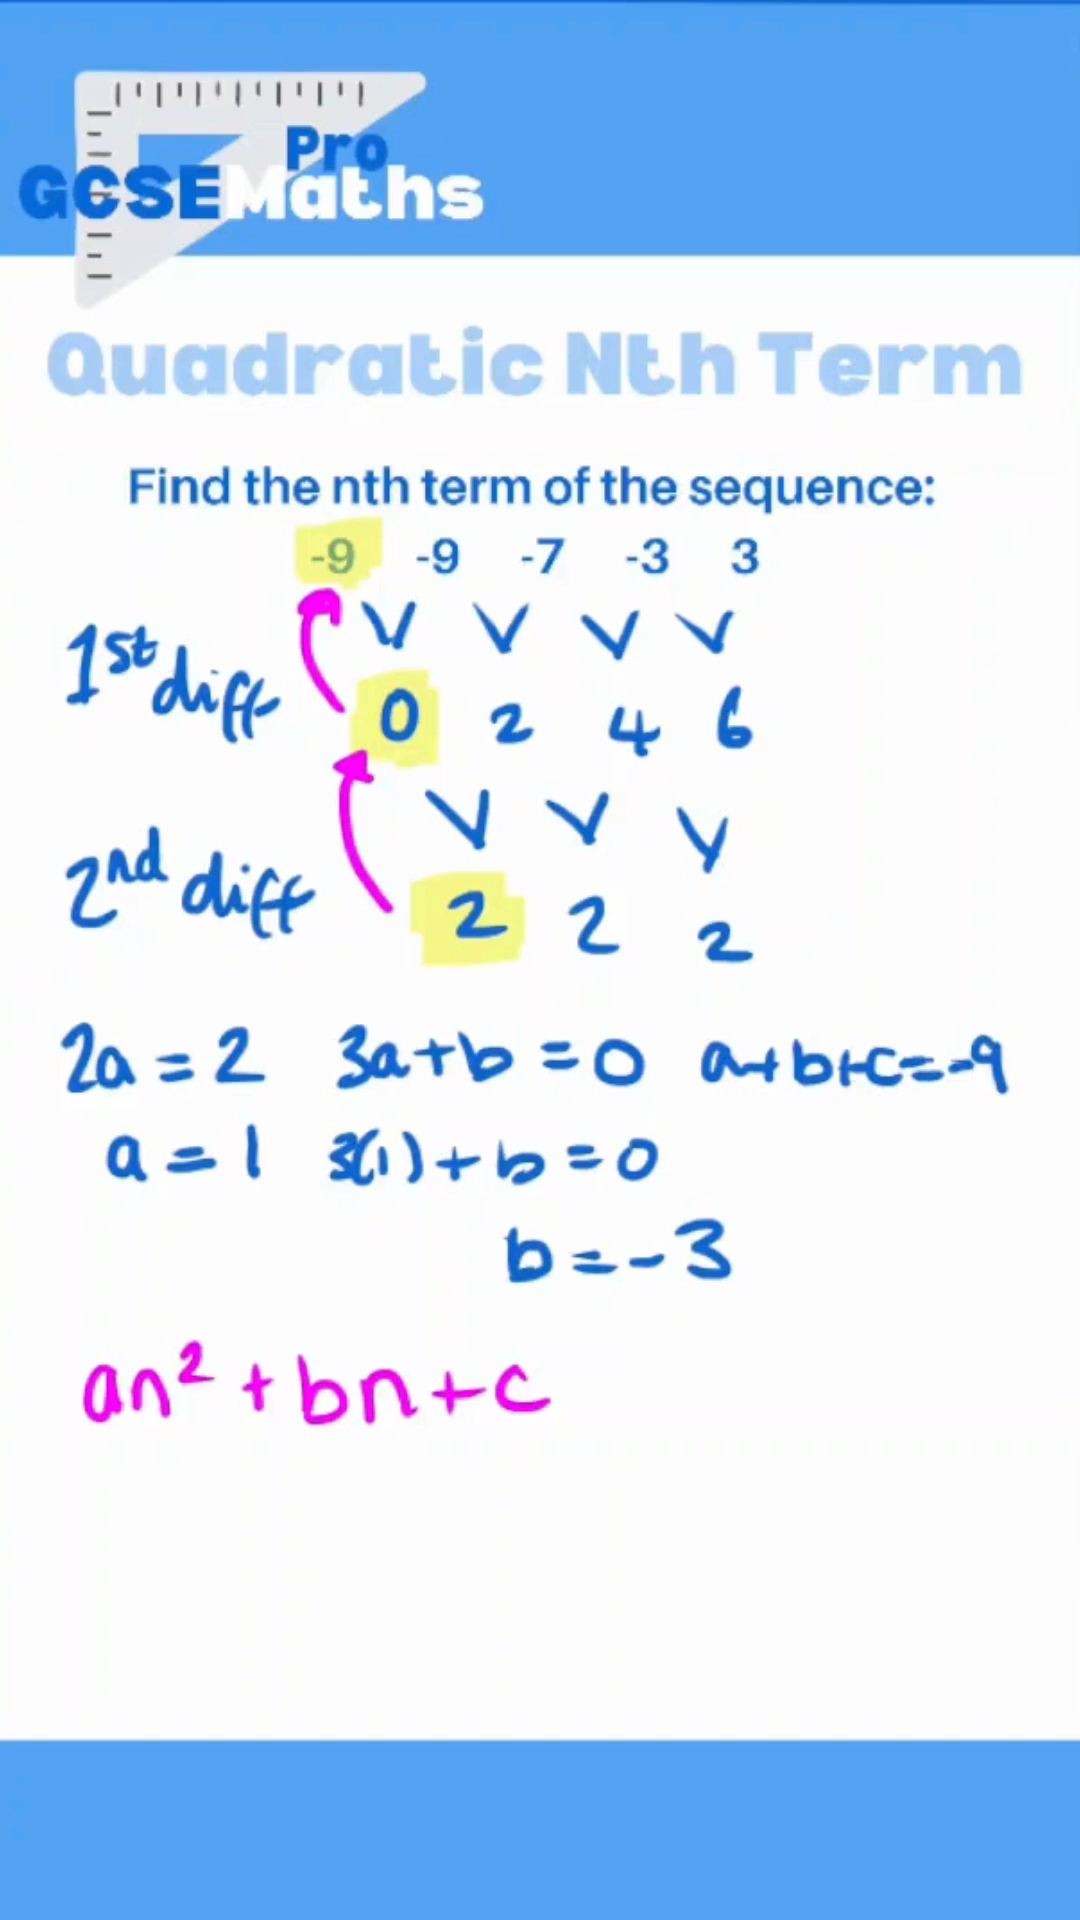 Pro
GCSEMaths
Quadratic Nth Term
Find the nth term of the sequence:
-9 -9 -7 -3 3
1st diff
0 2 4 6
2nd diff
2 2 2
2a = 2 3a+b = 0 a+b+c=-9
a = 1 3(1)+b=0
b=-3
an²+bn+c